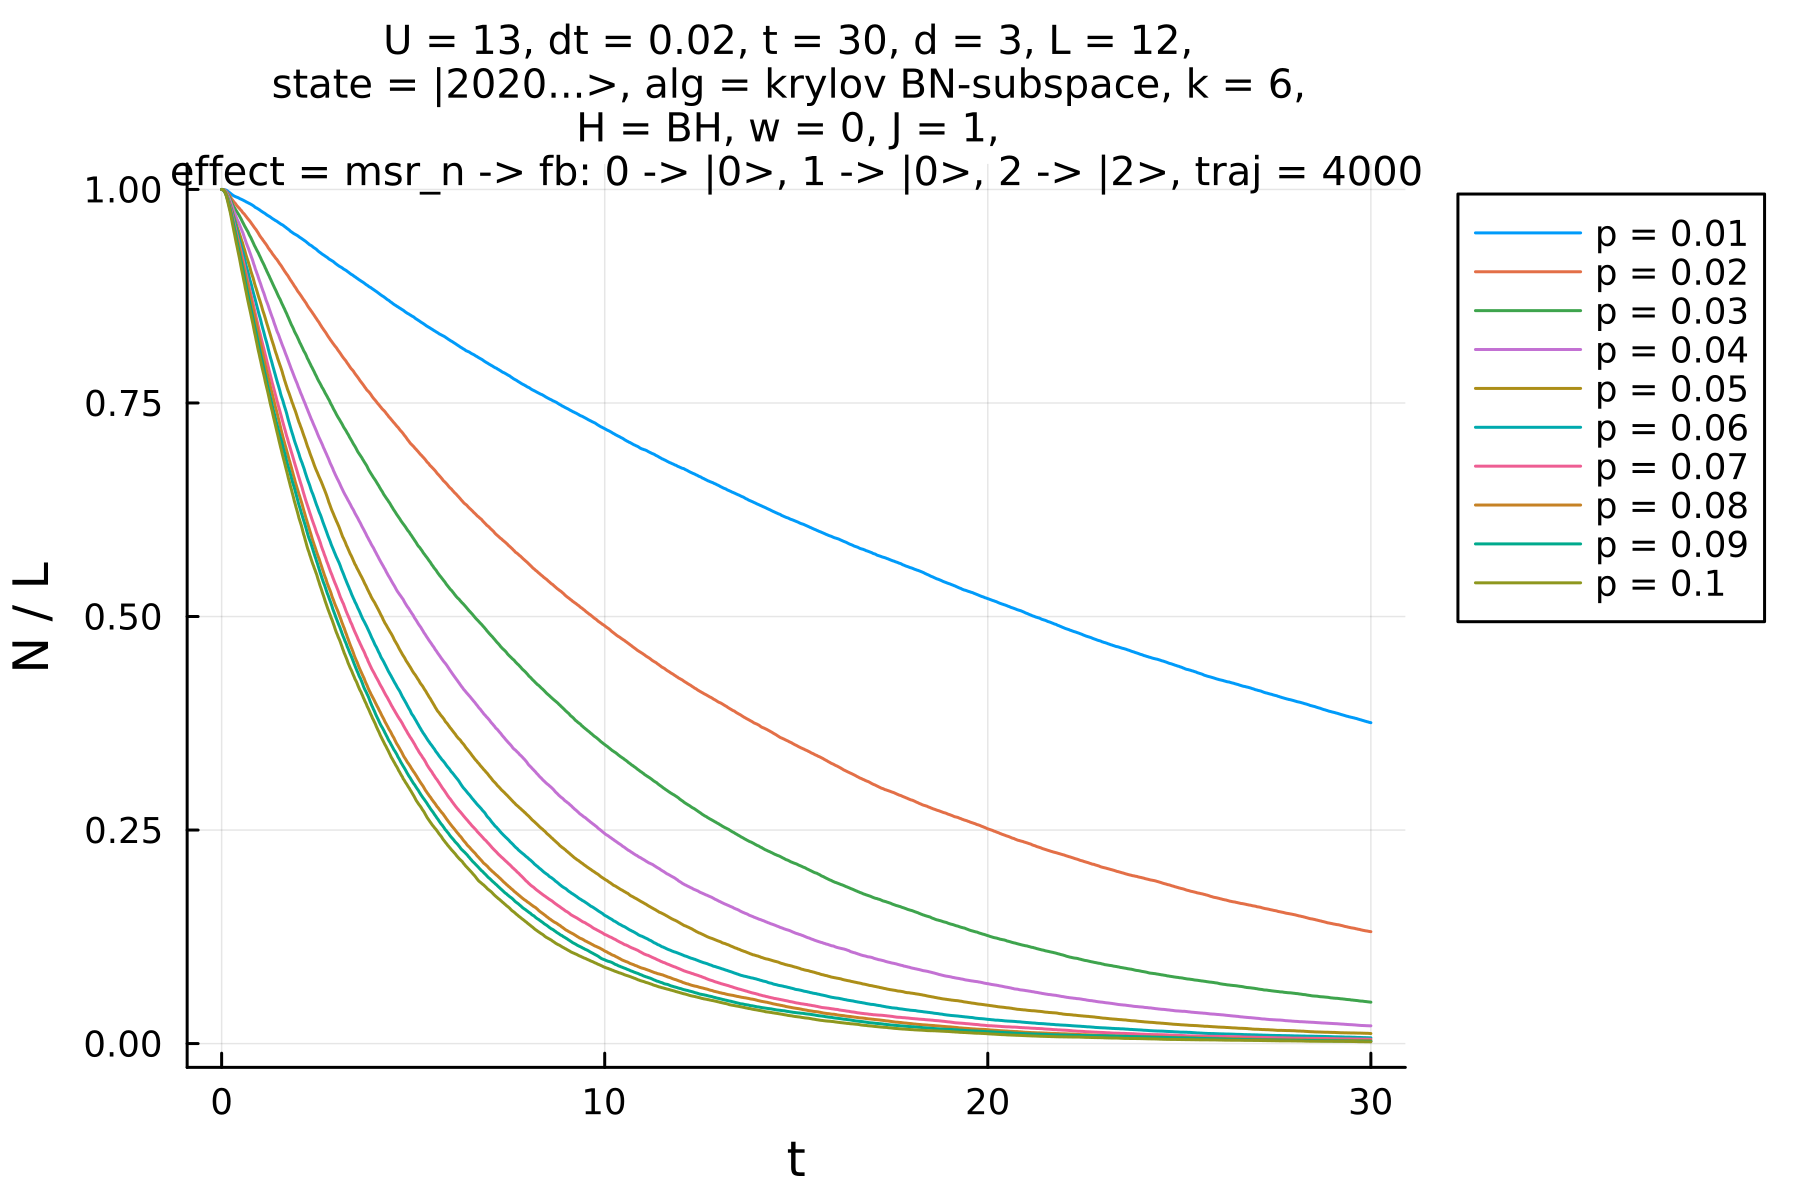 U = 13, dt = 0.02, t = 30, d = 3, L = 12,
state = |2020...>, alg = krylov BN-subspace, k = 6,
H = BH, w = 0, J = 1,
effect = msr_n -> fb: 0 -> |0>, 1 -> |0>, 2 -> |2>, traj = 4000
1.00
0.75
0.50
0.25
0.00
N / L
0 10 20 30
t
p = 0.01
p = 0.02
p = 0.03
p = 0.04
p = 0.05
p = 0.06
p = 0.07
p = 0.08
p = 0.09
p = 0.1